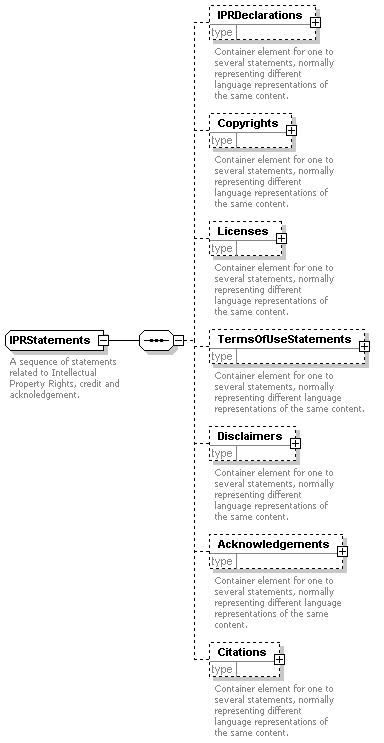 IPRDeclarations
type
Container element for one to
several statements, normally
representing different
language representations of
the same content.
Copyrights
type
Container element for one to
several statements, normally
representing different
language representations of
the same content.
Licenses
type
Container element for one to
several statements, normally
representing different
language representations of
the same content.
IPRStatements
A sequence of statements
related to Intellectual
Property Rights, credit and
acknoledgement.
TermsOfUseStatements
type
Container element for one to
several statements, normally
representing different language
representations of the same content.
Disclaimers
type
Container element for one to
several statements, normally
representing different
language representations of
the same content.
Acknowledgements
type
Container element for one to
several statements, normally
representing different language
representations of the same
content.
Citations
type
Container element for one to
several statements, normally
representing different
language representations of
the same content.